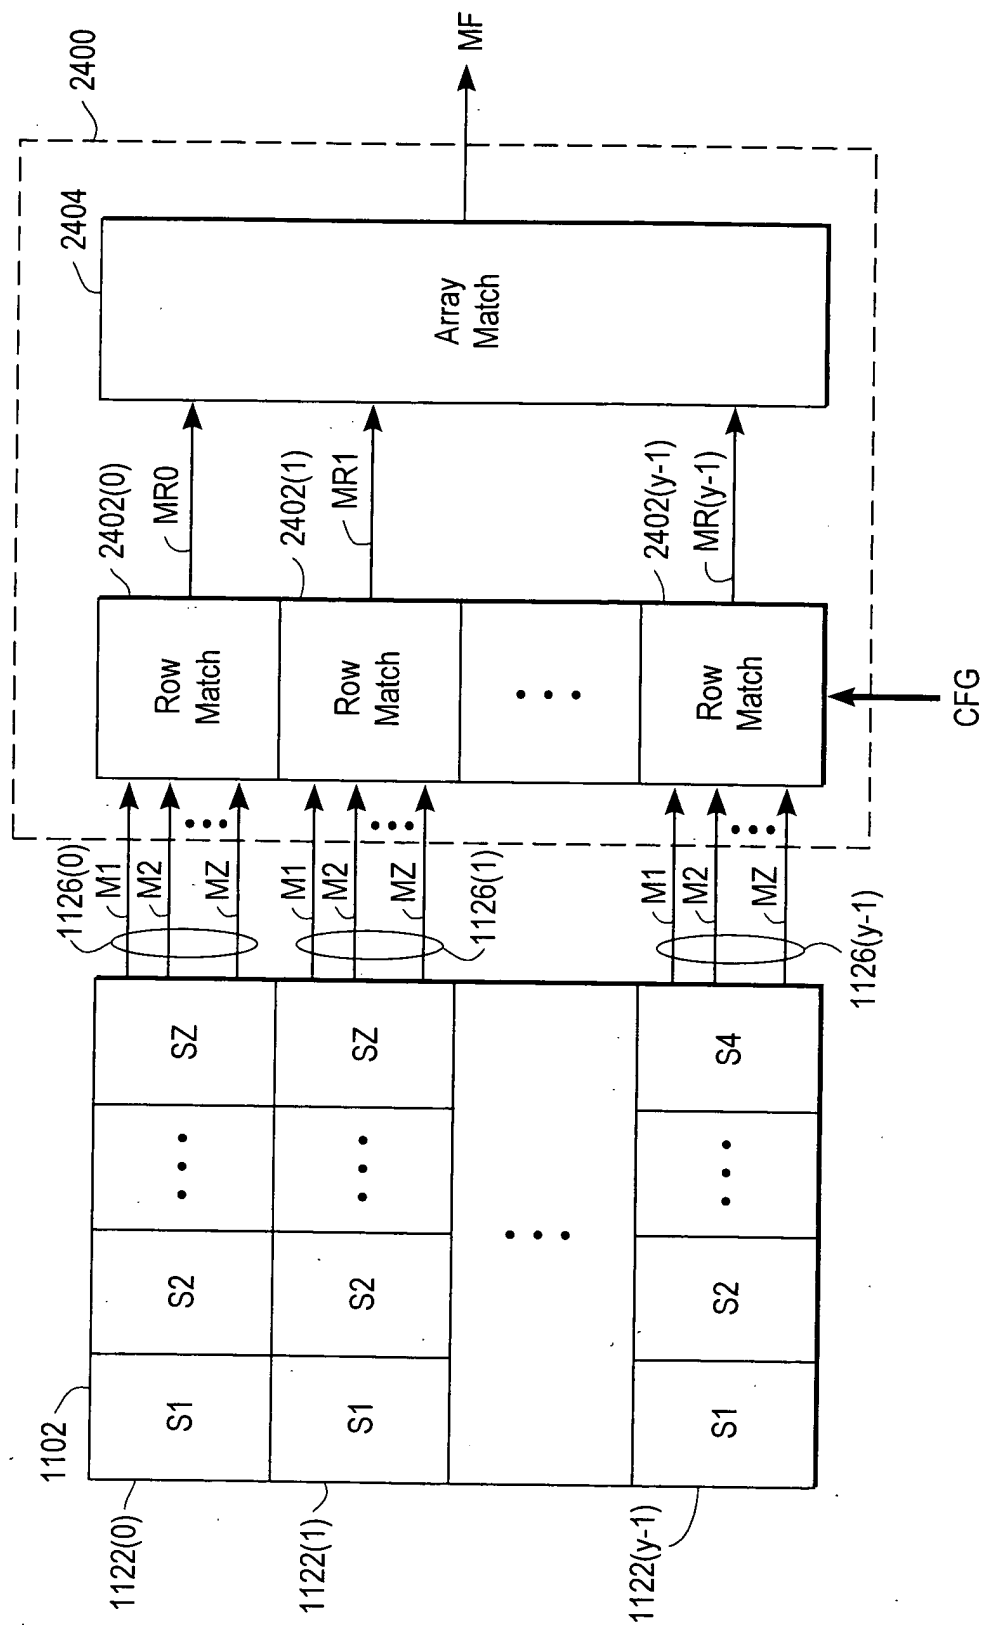 2400
2404
MF
Array
Match
2402(0)
MR0
2402(1)
MR1
2402(y-1)
MR(y-1)
Row
Match
Row
Match
Row
Match
CFG
1126(0)
M1
M2
MZ
M1
M2
MZ
1126(1)
M1
M2
MZ
1126(y-1)
1102
1122(0)
S1
S2
SZ
1122(1)
S1
S2
SZ
1122(y-1)
S1
S2
S4